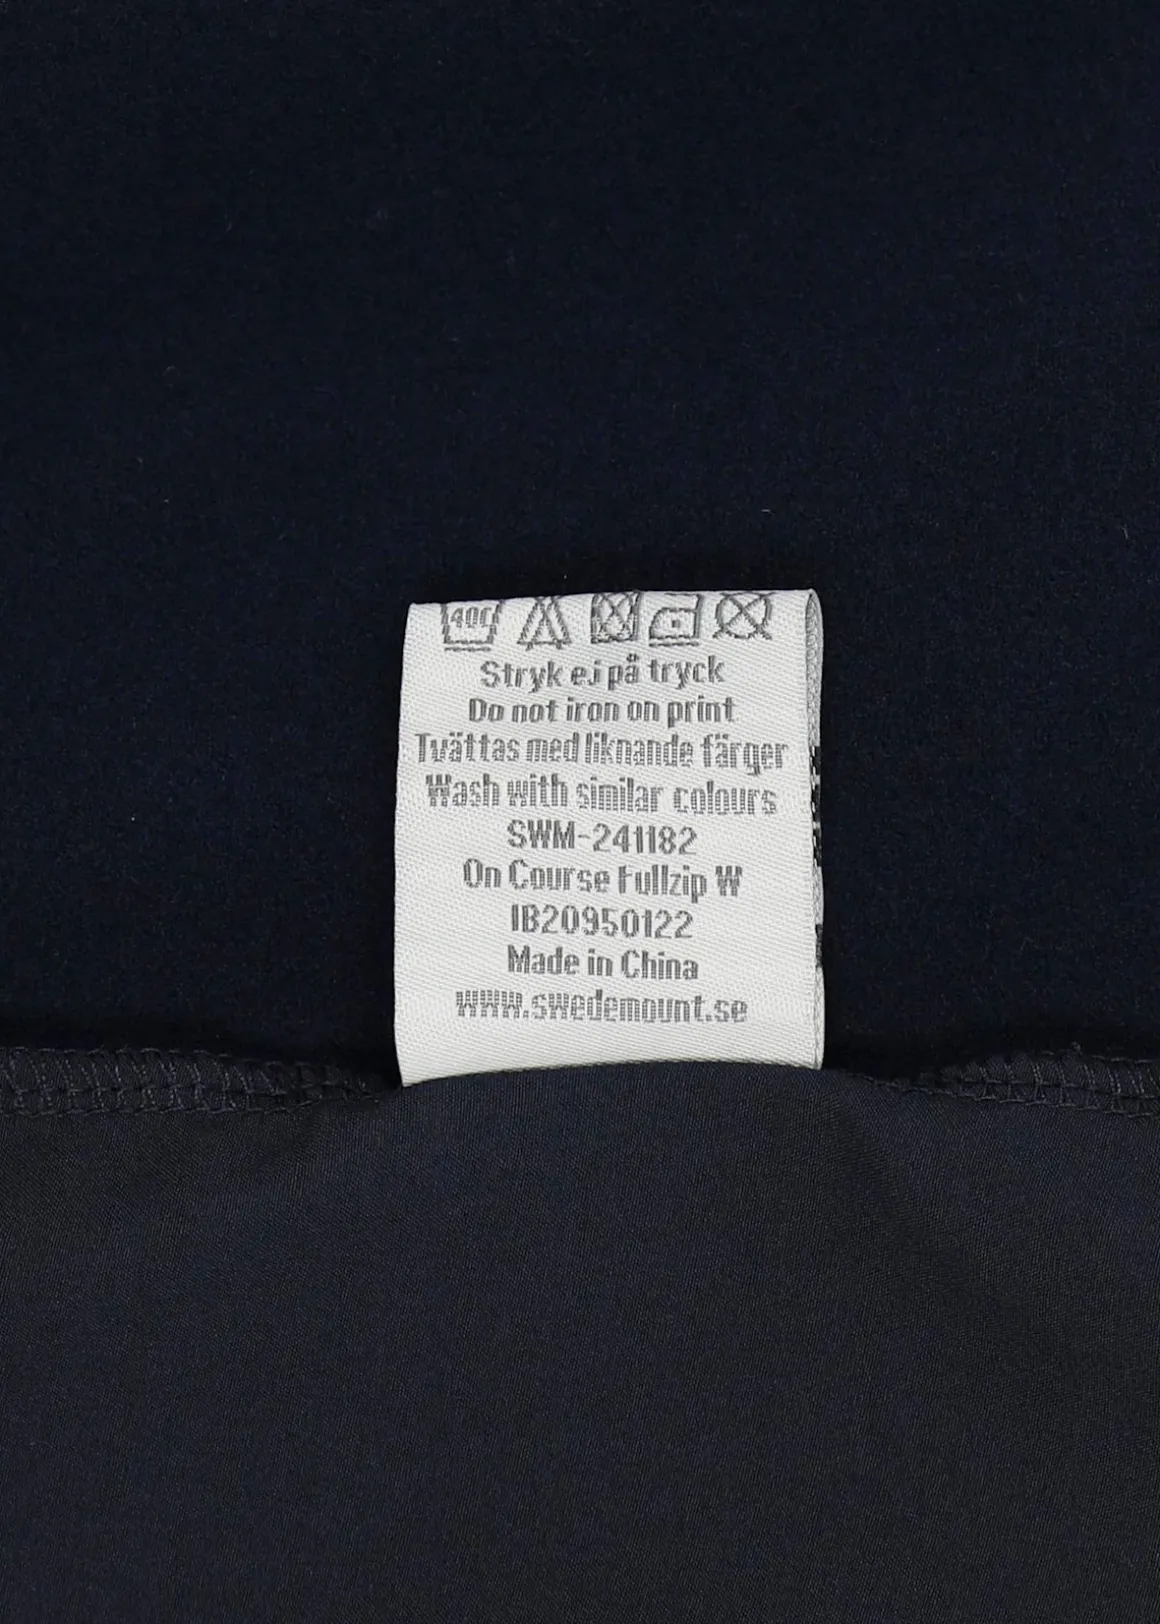 40C
Stryk ej på tryck
Do not iron on print
Tvättas med liknande färger
Wash with similar colours
SWM-241182
On Course Fullzip W
IB20950122
Made in China
www.swedemount.se